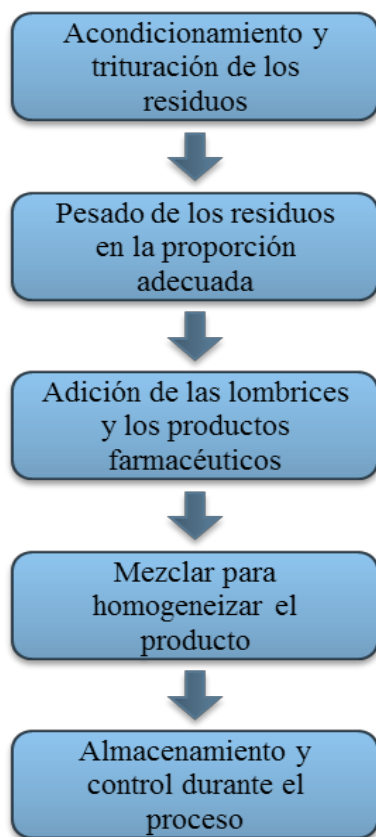 Acondicionamiento y
trituración de los
residuos
Pesado de los residuos
en la proporción
adecuada
Adición de las lombrices
y los productos
farmacéuticos
Mezclar para
homogeneizar el
producto
Almacenamiento y
control durante el
proceso